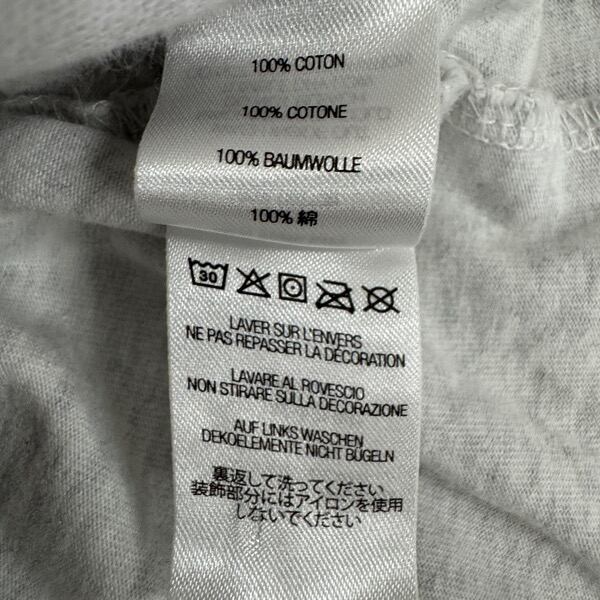 100% COTON
100% COTONE
100% BAUMWOLLE
100% 綿
30
LAVER SUR L'ENVERS
NE PAS REPASSER LA DÉCORATION
LAVARE AL ROVESCIO
NON STIRARE SULLA DECORAZIONE
AUF LINKS WASCHEN
DEKOELEMENTE NICHT BÜGELN
裏返して洗ってください
装飾部分にはアイロンを使用
しないでください